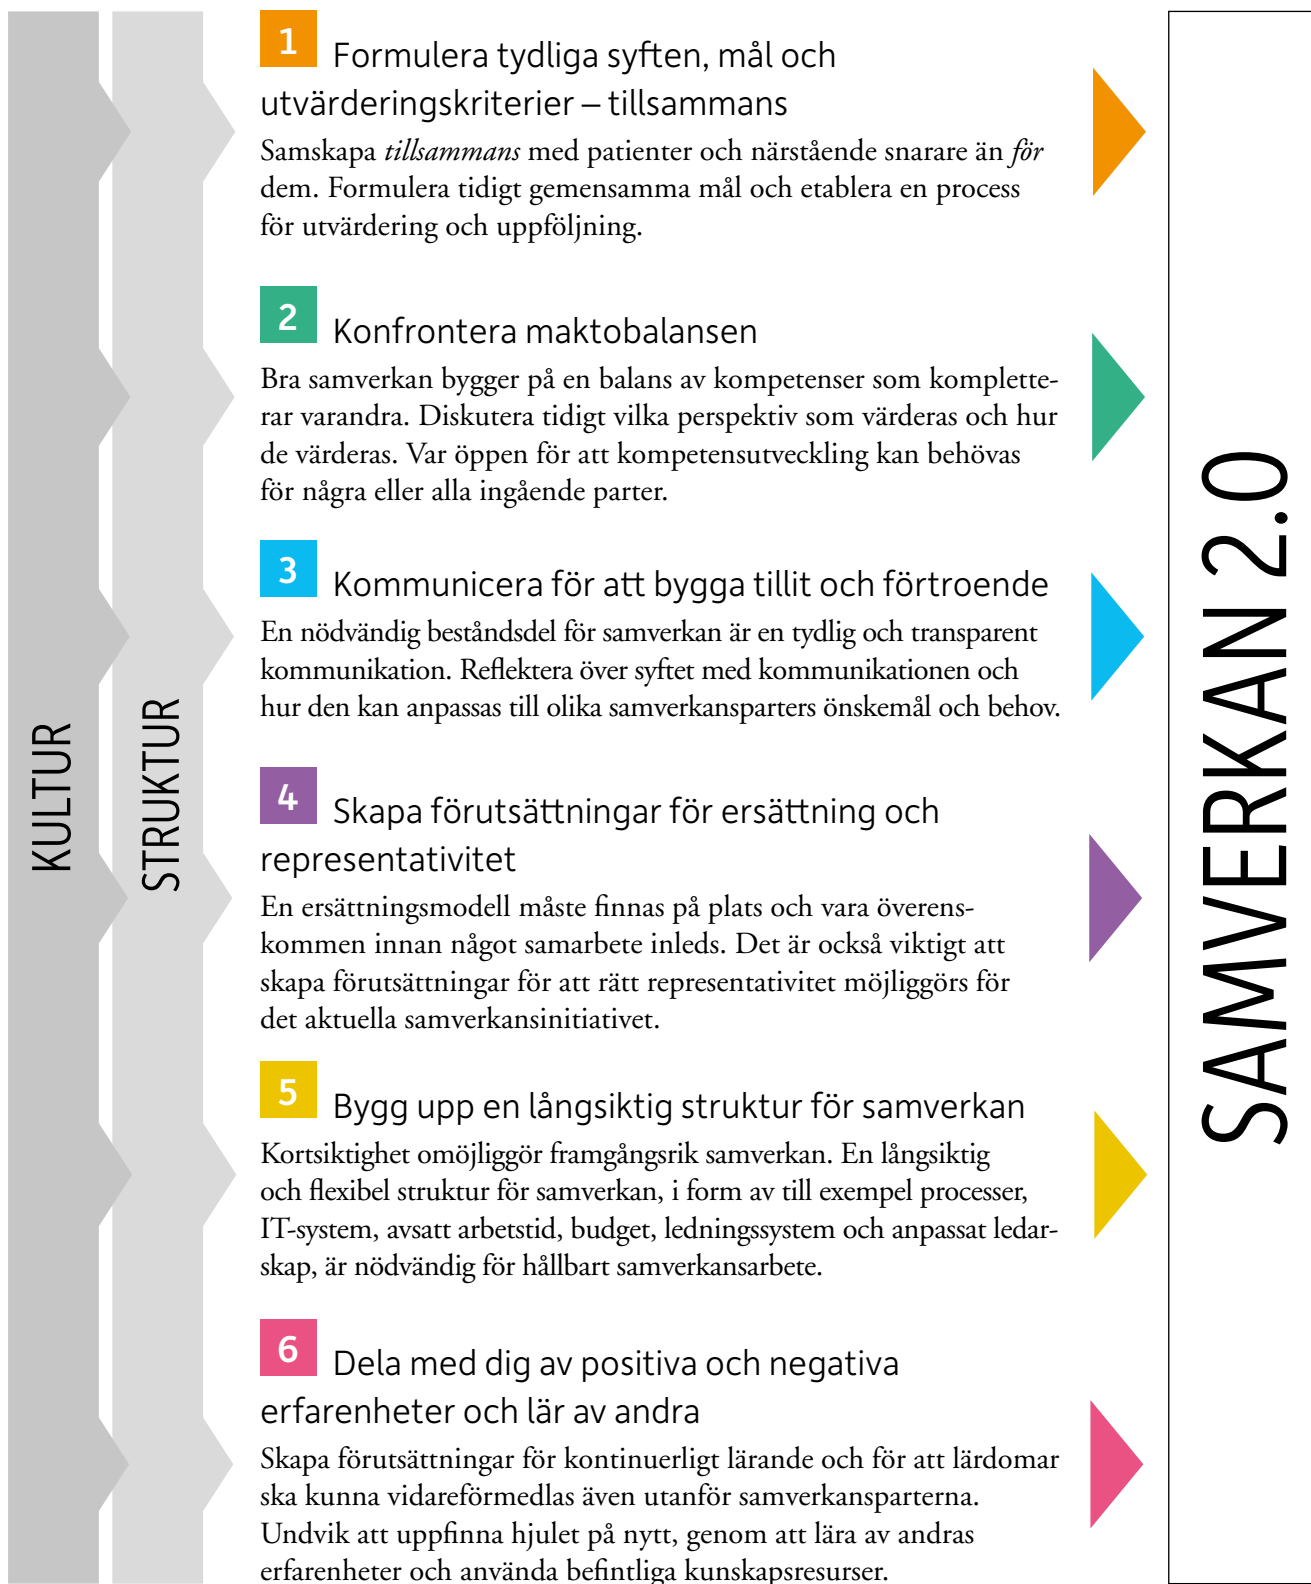 KULTUR
STRUKTUR
1 Formulera tydliga syften, mål och
utvärderingskriterier – tillsammans
Samskapa tillsammans med patienter och närstående snarare än för
dem. Formulera tidigt gemensamma mål och etablera en process
för utvärdering och uppföljning.
2 Konfrontera maktobalansen
Bra samverkan bygger på en balans av kompetenser som komplette-
rar varandra. Diskutera tidigt vilka perspektiv som värderas och hur
de värderas. Var öppen för att kompetensutveckling kan behövas
för några eller alla ingående parter.
3 Kommunicera för att bygga tillit och förtroende
En nödvändig beståndsdel för samverkan är en tydlig och transparent
kommunikation. Reflektera över syftet med kommunikationen och
hur den kan anpassas till olika samverkansparters önskemål och behov.
4 Skapa förutsättningar för ersättning och
representativitet
En ersättningsmodell måste finnas på plats och vara överens-
kommen innan något samarbete inleds. Det är också viktigt att
skapa förutsättningar för att rätt representativitet möjliggörs för
det aktuella samverkansinitiativet.
5 Bygg upp en långsiktig struktur för samverkan
Kortsiktighet omöjliggör framgångsrik samverkan. En långsiktig
och flexibel struktur för samverkan, i form av till exempel processer,
IT-system, avsatt arbetstid, budget, ledningssystem och anpassat ledar-
skap, är nödvändig för hållbart samverkansarbete.
6 Dela med dig av positiva och negativa
erfarenheter och lär av andra
Skapa förutsättningar för kontinuerligt lärande och för att lärdomar
ska kunna vidareförmedlas även utanför samverkansparterna.
Undvik att uppfinna hjulet på nytt, genom att lära av andras
erfarenheter och använda befintliga kunskapsresurser.
SAMVERKAN 2.0